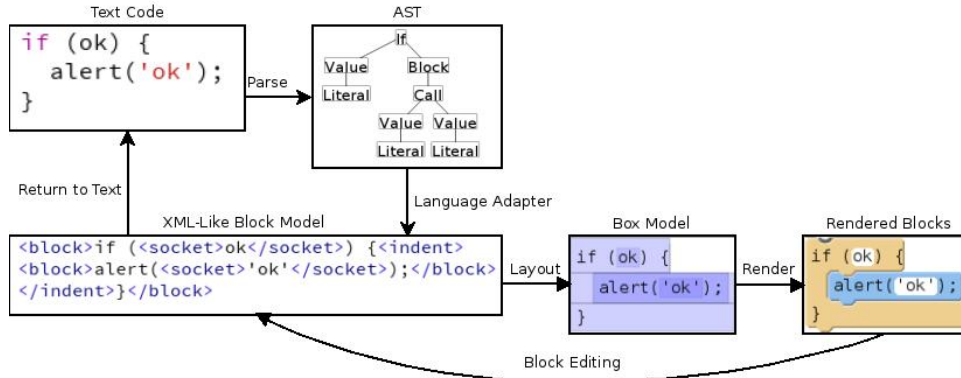 Text Code
if (ok) {
alert('ok');
}
Parse
AST
If
Value Block
Literal Call
Value Value
Literal Literal
Return to Text
Language Adapter
XML-Like Block Model
<block>if (<socket>ok</socket>) {<indent>
<block>alert(<socket>'ok'</socket>);</block>
</indent>}</block>
Layout
Box Model
if (ok) {
alert('ok');
}
Render
Rendered Blocks
if (ok) {
alert('ok');
}
Block Editing